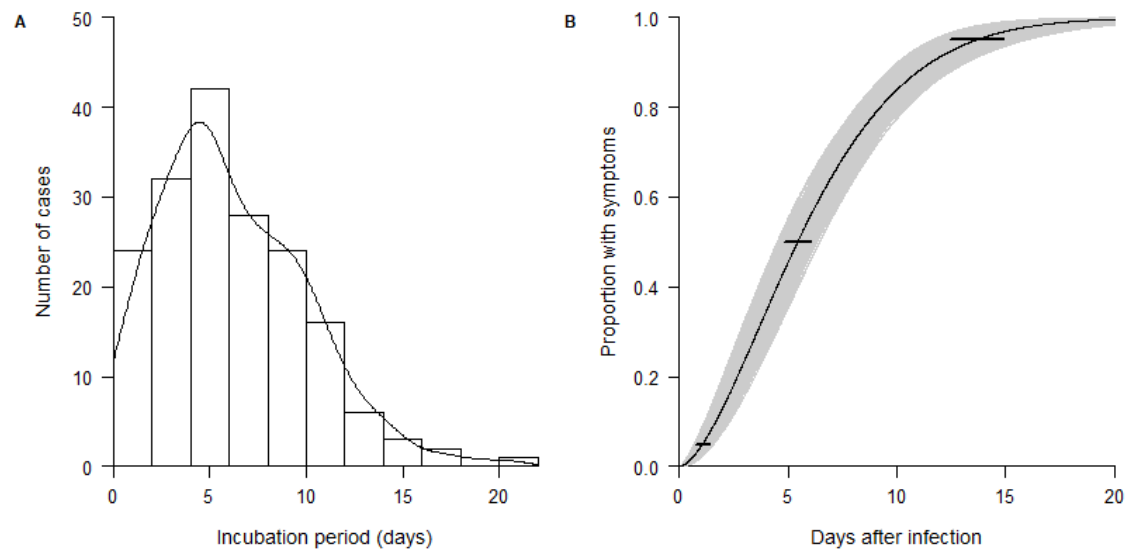 A
50
40
30
20
10
0
Number of cases
0 5 10 15 20
Incubation period (days)
B
1.0
0.8
0.6
0.4
0.2
0.0
Proportion with symptoms
0 5 10 15 20
Days after infection